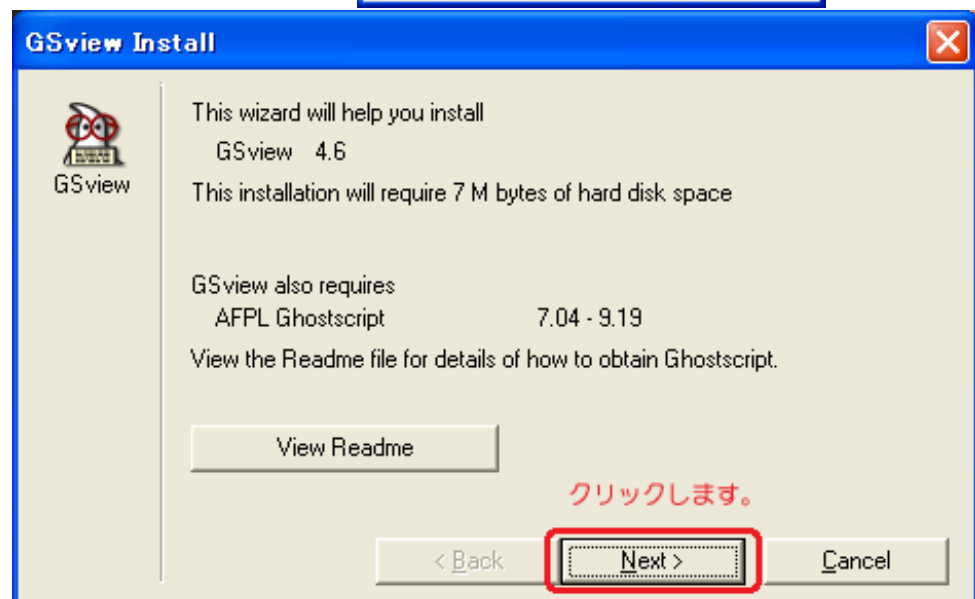 GSview Install
GSview
This wizard will help you install
GSview 4.6
This installation will require 7 M bytes of hard disk space
GSview also requires
AFPL Ghostscript 7.04 - 9.19
View the Readme file for details of how to obtain Ghostscript.
View Readme
クリックします。
< Back Next > Cancel